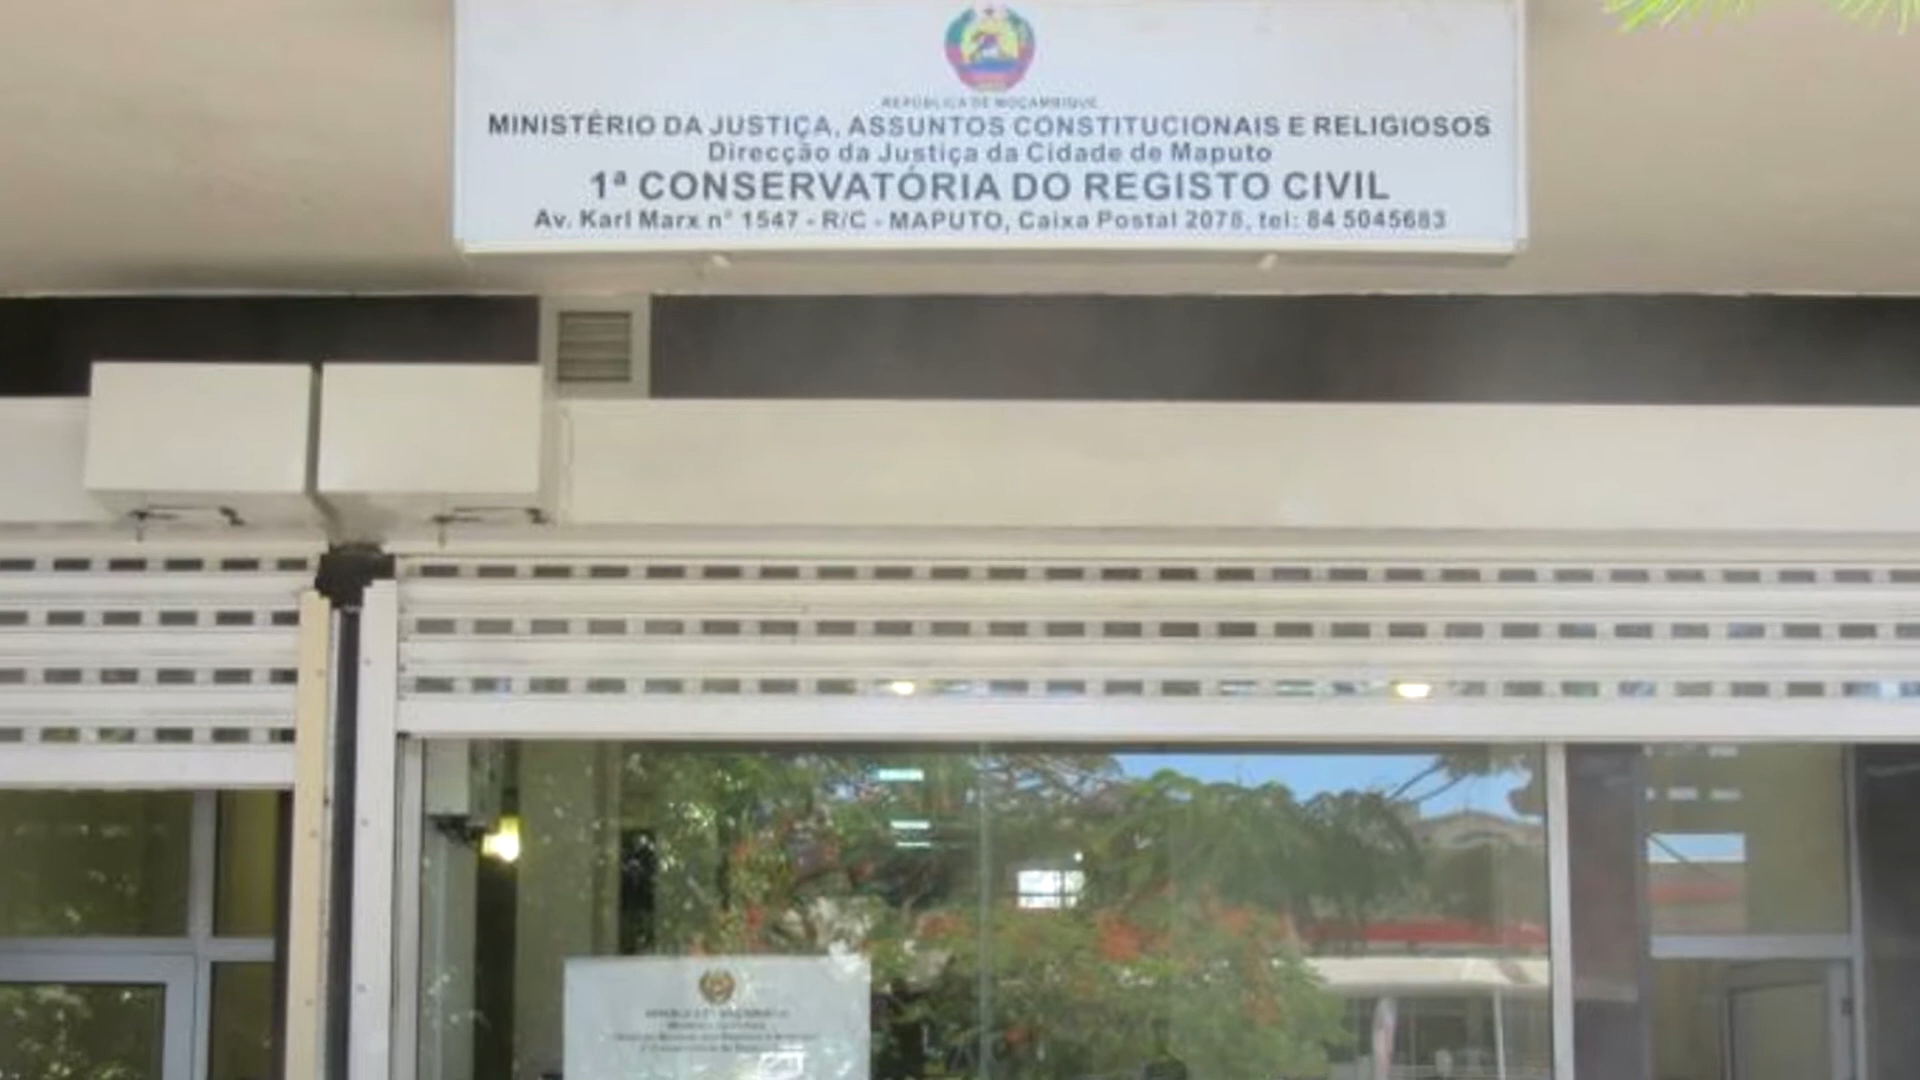 REPÚBLICA DE MOÇAMBIQUE
MINISTÉRIO DA JUSTIÇA, ASSUNTOS CONSTITUCIONAIS E RELIGIOSOS
Direcção da Justiça da Cidade de Maputo
1ª CONSERVATÓRIA DO REGISTO CIVIL
Av. Karl Marx n° 1547 - R/C - MAPUTO, Caixa Postal 2078, tel: 84 5045683